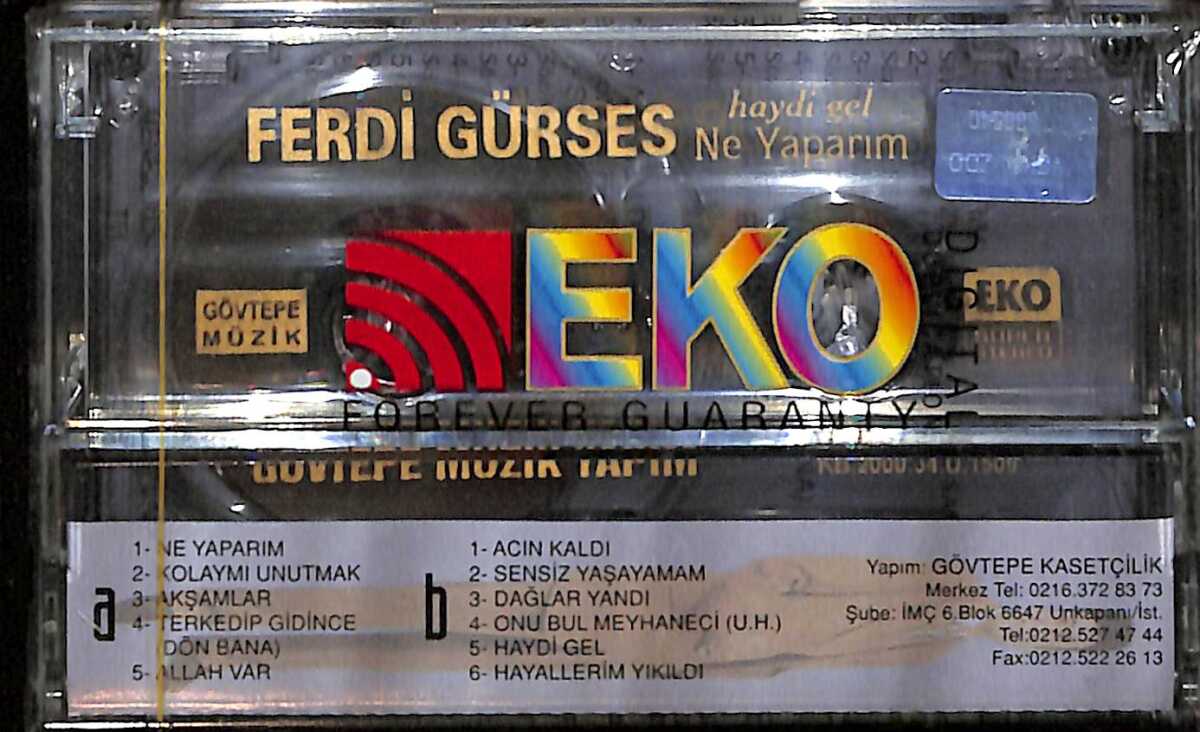 FERDİ GÜRSES
haydi gel
Ne Yaparım
GÖVTEPE
MÜZİK
EKO
DIGITAL
EKO
FOREVER GUARANTY
GÖVTEPE MÜZİK YAPIM
a
1- NE YAPARIM
2- KOLAYMI UNUTMAK
3- AKŞAMLAR
4- TERKEDİP GİDİNCE
(DÖN BANA)
5- ALLAH VAR
b
1- ACIN KALDI
2- SENSİZ YAŞAYAMAM
3- DAĞLAR YANDI
4- ONU BUL MEYHANECİ (U.H.)
5- HAYDİ GEL
6- HAYALLERİM YIKILDI
Yapım: GÖVTEPE KASETÇİLİK
Merkez Tel: 0216.372 83 73
Şube: İMÇ 6.Blok 6647 Unkapanı/İst.
Tel:0212.527 47 44
Fax:0212.522 26 13